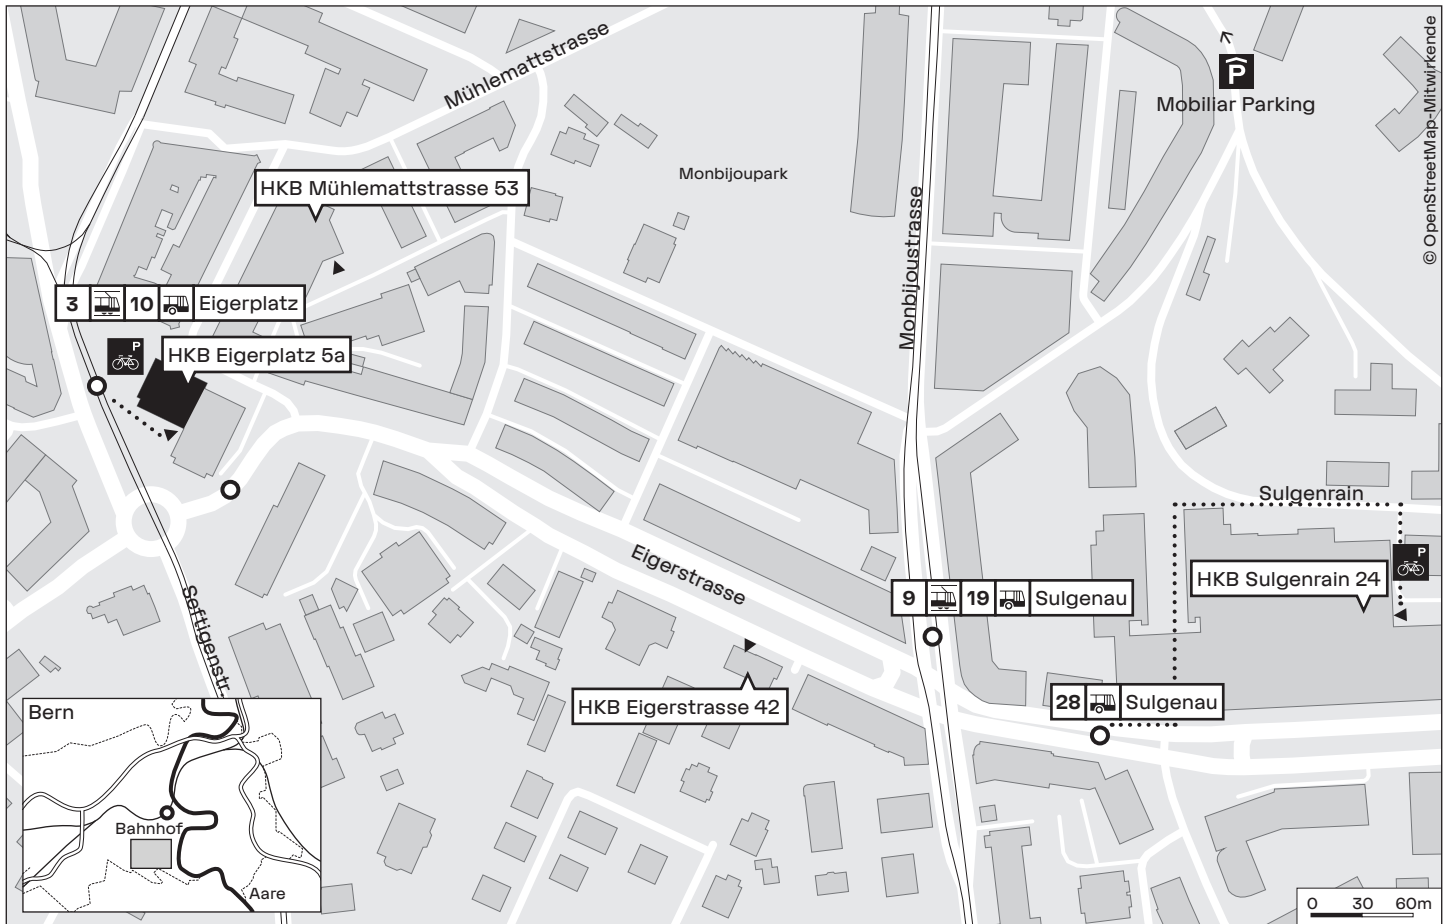 Mühlemattstrasse
P
Mobiliar Parking
© OpenStreetMap-Mitwirkende
Monbijoupark
HKB Mühlemattstrasse 53
Monbijoustrasse
3 10 Eigerplatz
P
HKB Eigerplatz 5a
Sulgenrain
Eigerstrasse
P
HKB Sulgenrain 24
9 19 Sulgenau
Seftigenstr.
HKB Eigerstrasse 42
28 Sulgenau
Bern
Bahnhof
Aare
0 30 60m